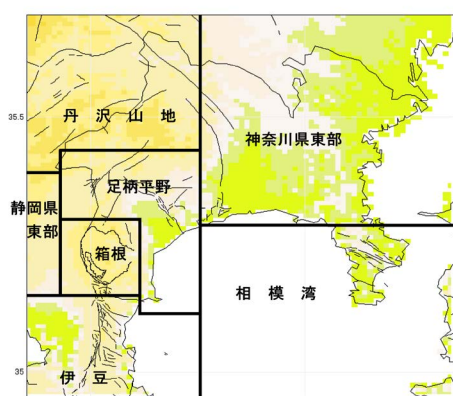 35.5
丹 沢 山 地
神奈川県東部
足柄平野
静岡県
東部
箱根
相 模 湾
35
伊 豆